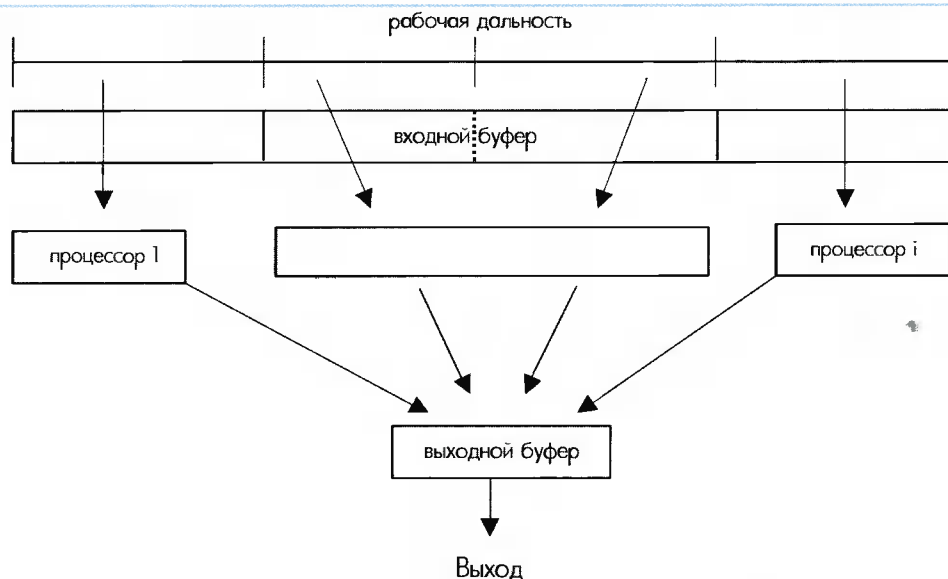 рабочая дальность
входной буфер
процессор 1
процессор i
выходной буфер
Выход